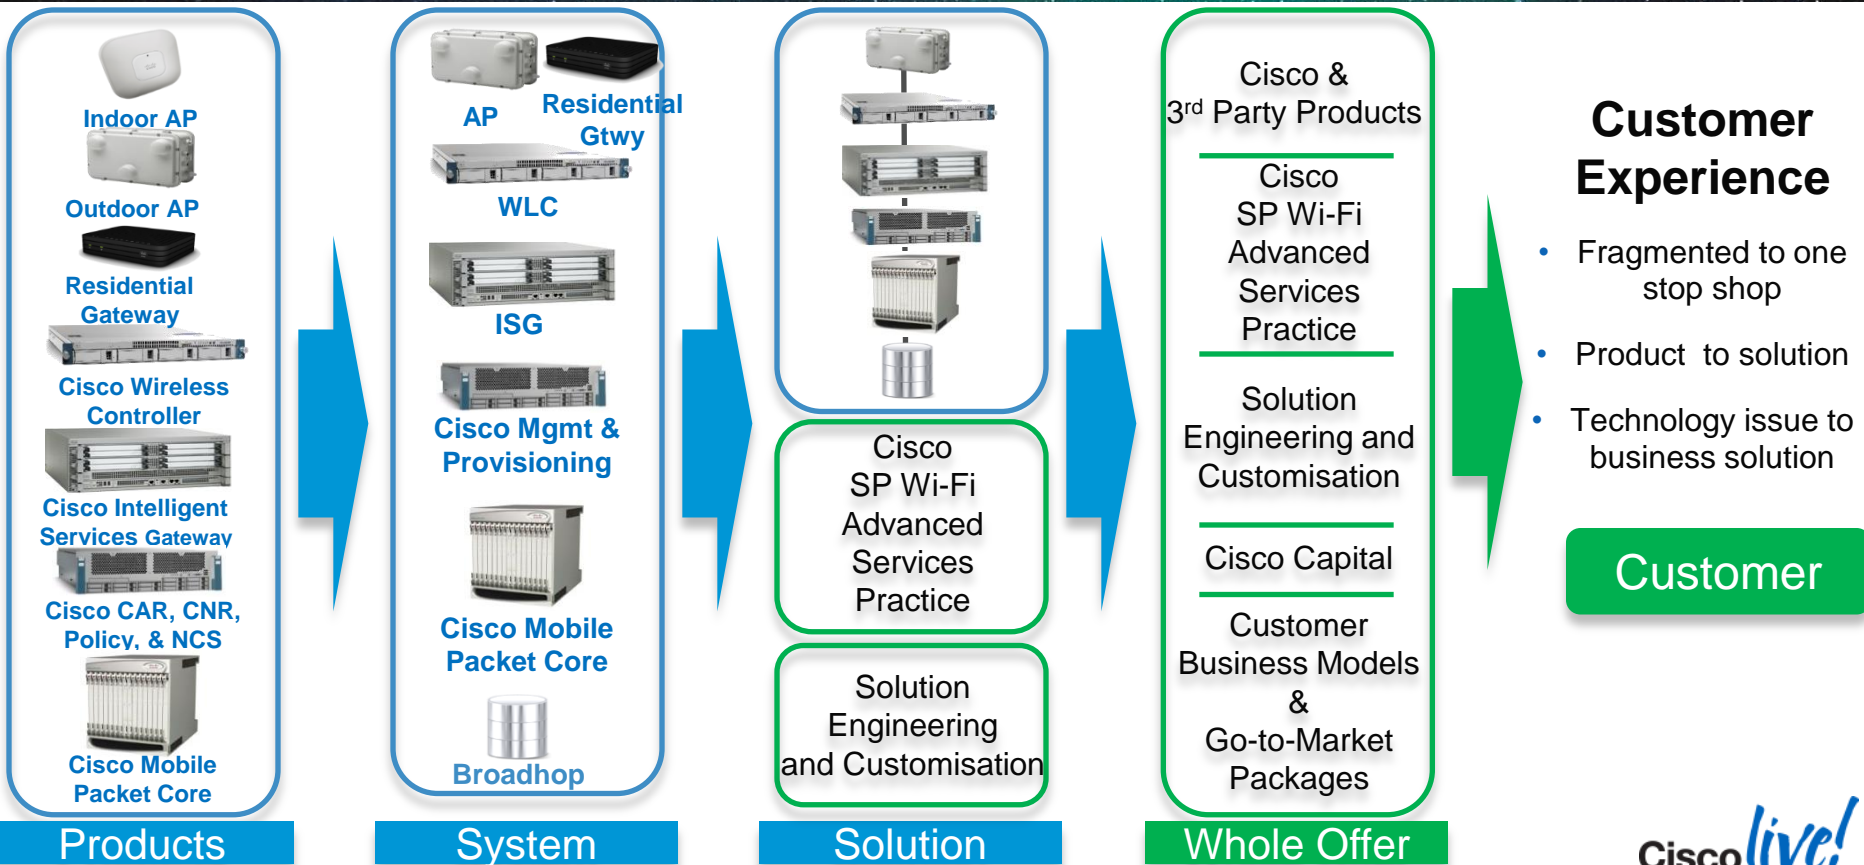 Indoor AP
Outdoor AP
Residential
Gateway
Cisco Wireless
Controller
Cisco Intelligent
Services Gateway
Cisco CAR, CNR,
Policy, & NCS
Cisco Mobile
Packet Core
Products
AP
Residential
Gtwy
WLC
ISG
Cisco Mgmt &
Provisioning
Cisco Mobile
Packet Core
Broadhop
System
Cisco
SP Wi-Fi
Advanced
Services
Practice
Solution
Engineering
and Customisation
Solution
Cisco &
3rd Party Products
Cisco
SP Wi-Fi
Advanced
Services
Practice
Solution
Engineering and
Customisation
Cisco Capital
Customer
Business Models
&
Go-to-Market
Packages
Whole Offer
Customer
Experience
• Fragmented to one
stop shop
• Product to solution
• Technology issue to
business solution
Customer
Cisco live!